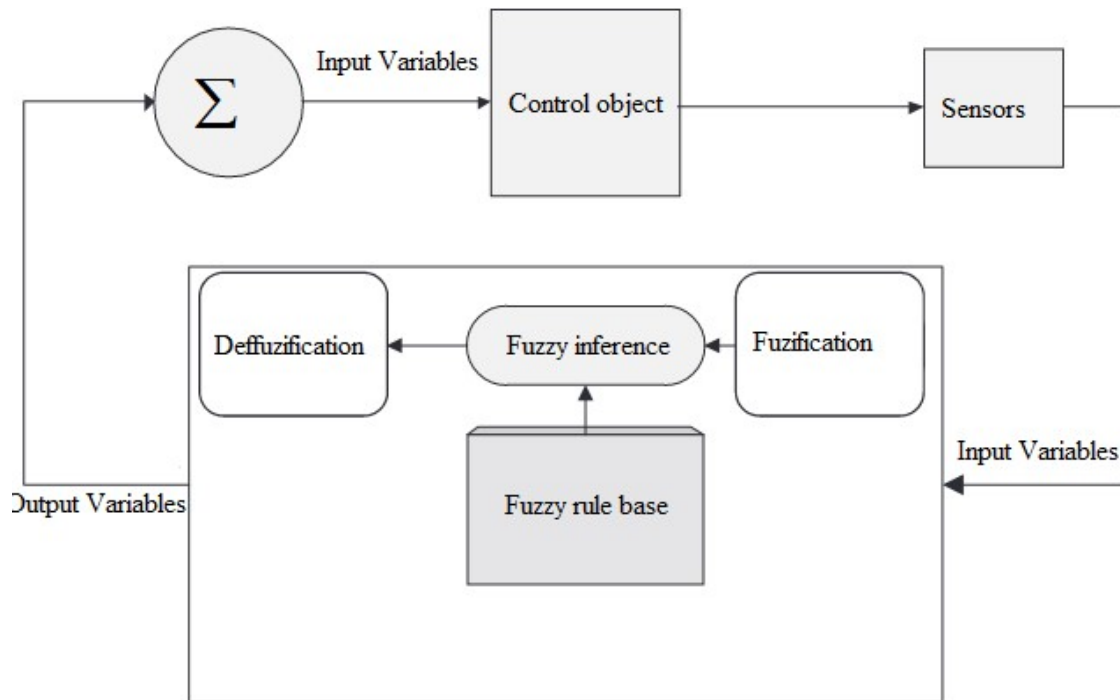 Input Variables
∑
Control object
Sensors
Deffuzification
Fuzzy inference
Fuzification
Input Variables
Output Variables
Fuzzy rule base